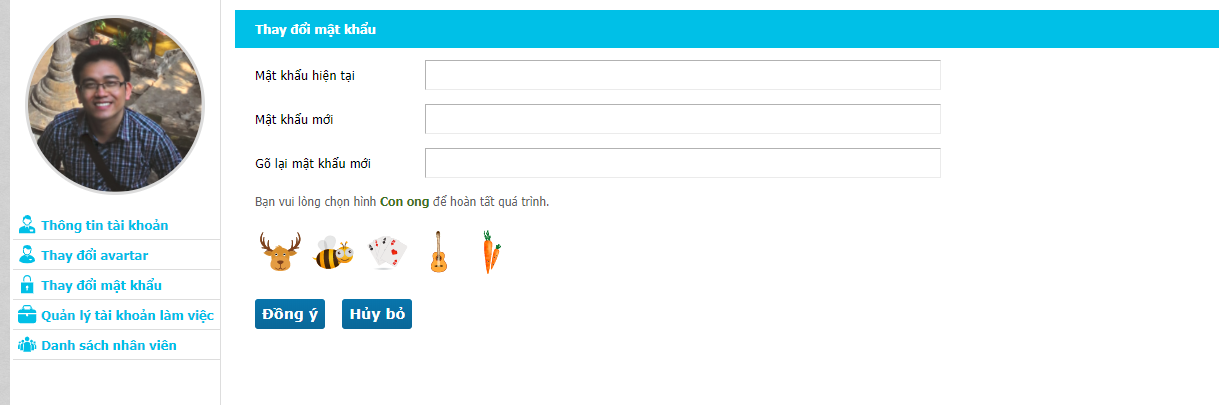 Thay đổi mật khẩu
Mật khẩu hiện tại
Mật khẩu mới
Gõ lại mật khẩu mới
Bạn vui lòng chọn hình Con ong để hoàn tất quá trình.
Đồng ý Hủy bỏ
Thông tin tài khoản
Thay đổi avartar
Thay đổi mật khẩu
Quản lý tài khoản làm việc
Danh sách nhân viên